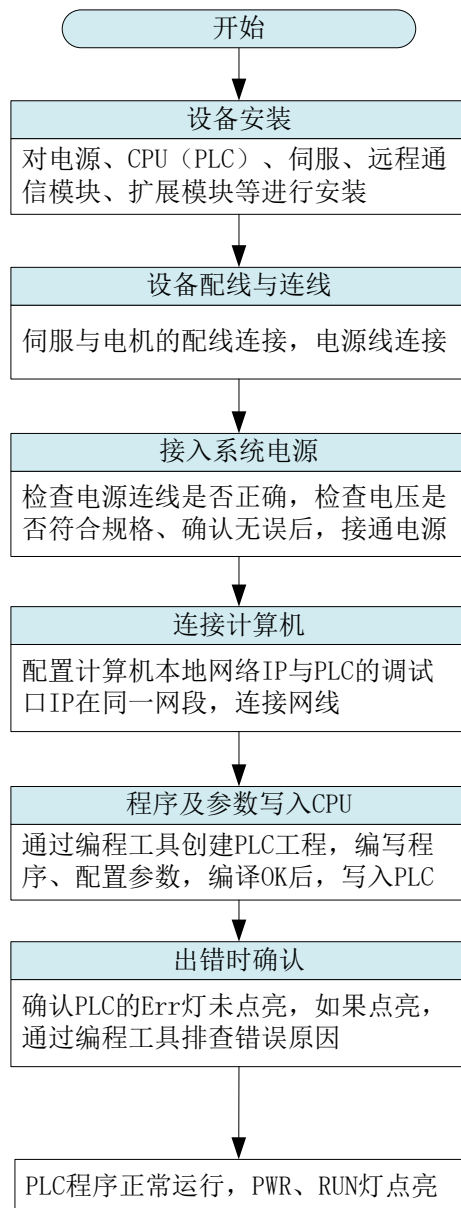 开始
设备安装
对电源、CPU（PLC）、伺服、远程通
信模块、扩展模块等进行安装
设备配线与连线
伺服与电机的配线连接，电源线连接
接入系统电源
检查电源连线是否正确，检查电压是
否符合规格、确认无误后，接通电源
连接计算机
配置计算机本地网络IP与PLC的调试
口IP在同一网段，连接网线
程序及参数写入CPU
通过编程工具创建PLC工程，编写程
序、配置参数，编译OK后，写入PLC
出错时确认
确认PLC的Err灯未点亮，如果点亮，
通过编程工具排查错误原因
PLC程序正常运行，PWR、RUN灯点亮